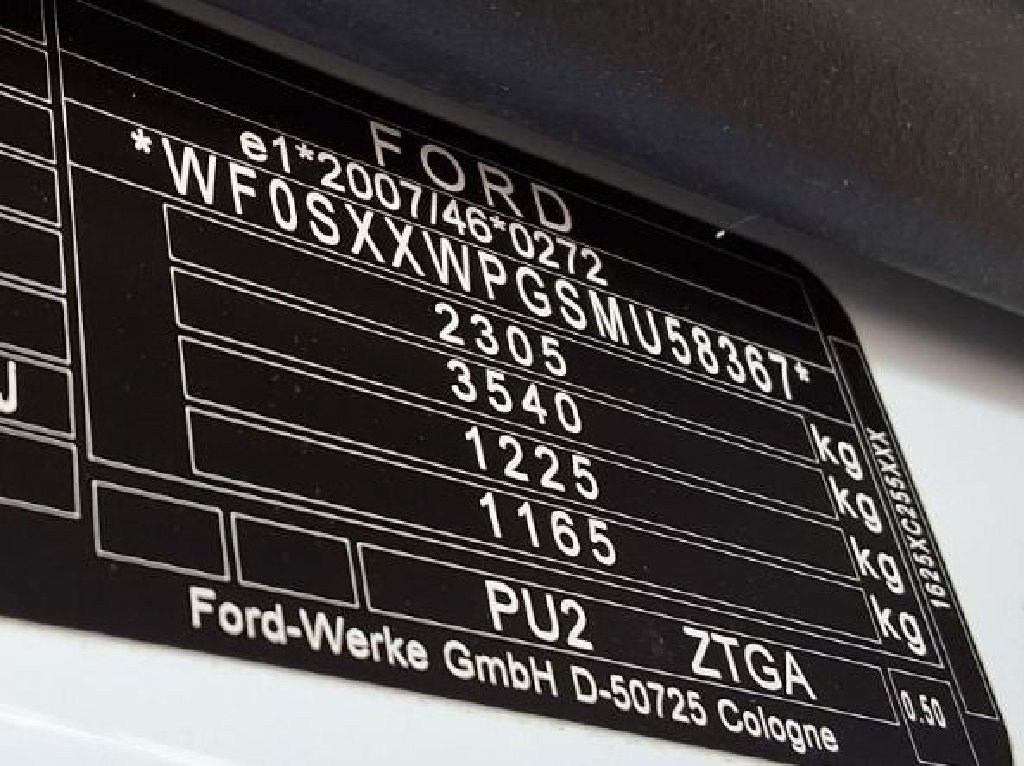 FORD
e1*2007/46*0272
*WF0SXXWPGSMU58367*
2305 kg
3540 kg
1225 kg
1165 kg
PU2 ZTGA
0.50
Ford-Werke GmbH D-50725 Cologne
1625XC255XXX
J